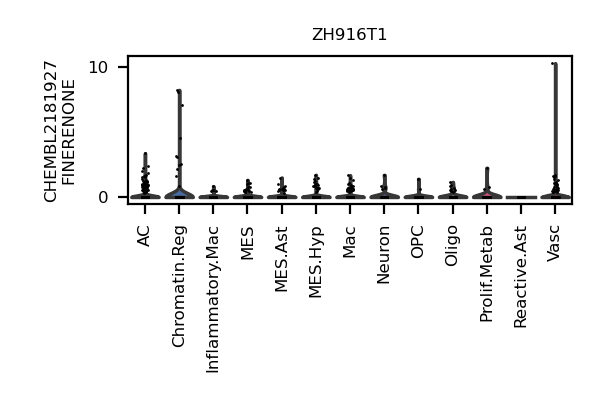 ZH916T1
CHEMBL2181927
FINERENONE
10
0
AC
Chromatin.Reg
Inflammatory.Mac
MES
MES.Ast
MES.Hyp
Mac
Neuron
OPC
Oligo
Prolif.Metab
Reactive.Ast
Vasc